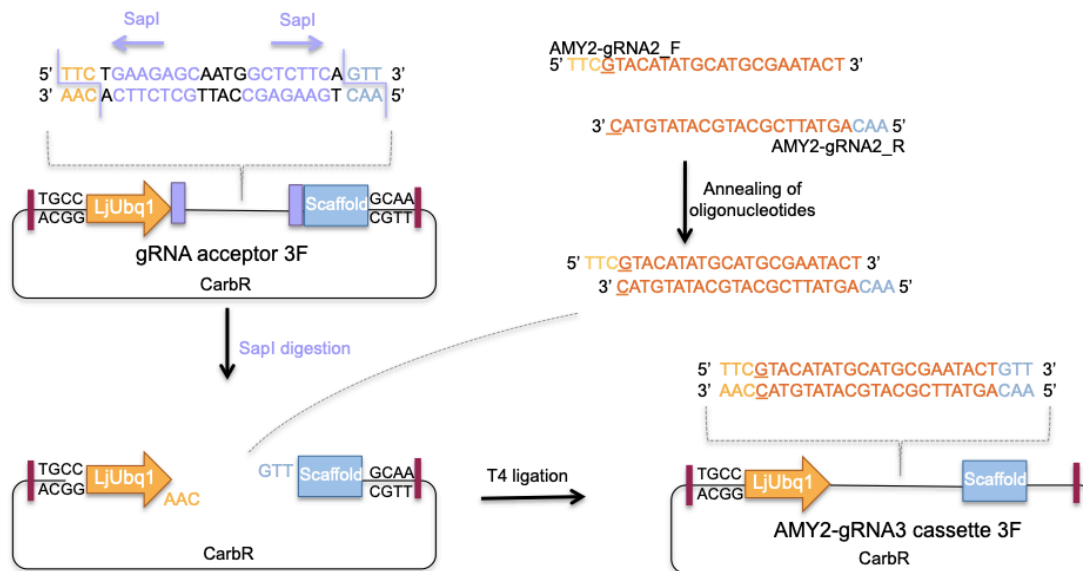 SapI SapI
5' TTC TGAAGAGCAATGGCTCTTCA GTT 3'
3' AAC ACTTCTCGTTACCGAGAAGT CAA 5'
TGCC
ACGG
LjUbq1
Scaffold
GCAA
CGTT
gRNA acceptor 3F
CarbR
SapI digestion
AMY2-gRNA2_F
5' TTCGTACATATGCATGCGAATACT 3'
3' CATGTATACGTACGCTTATGACAA 5'
AMY2-gRNA2_R
Annealing of
oligonucleotides
5' TTCGTACATATGCATGCGAATACT 3'
3' CATGTATACGTACGCTTATGACAA 5'
TGCC
ACGG
LjUbq1
AAC
GTT
Scaffold
GCAA
CGTT
CarbR
T4 ligation
5' TTCGTACATATGCATGCGAATACTGTT 3'
3' AACCATGTATACGTACGCTTATGACAA 5'
TGCC
ACGG
LjUbq1
Scaffold
AMY2-gRNA3 cassette 3F
CarbR